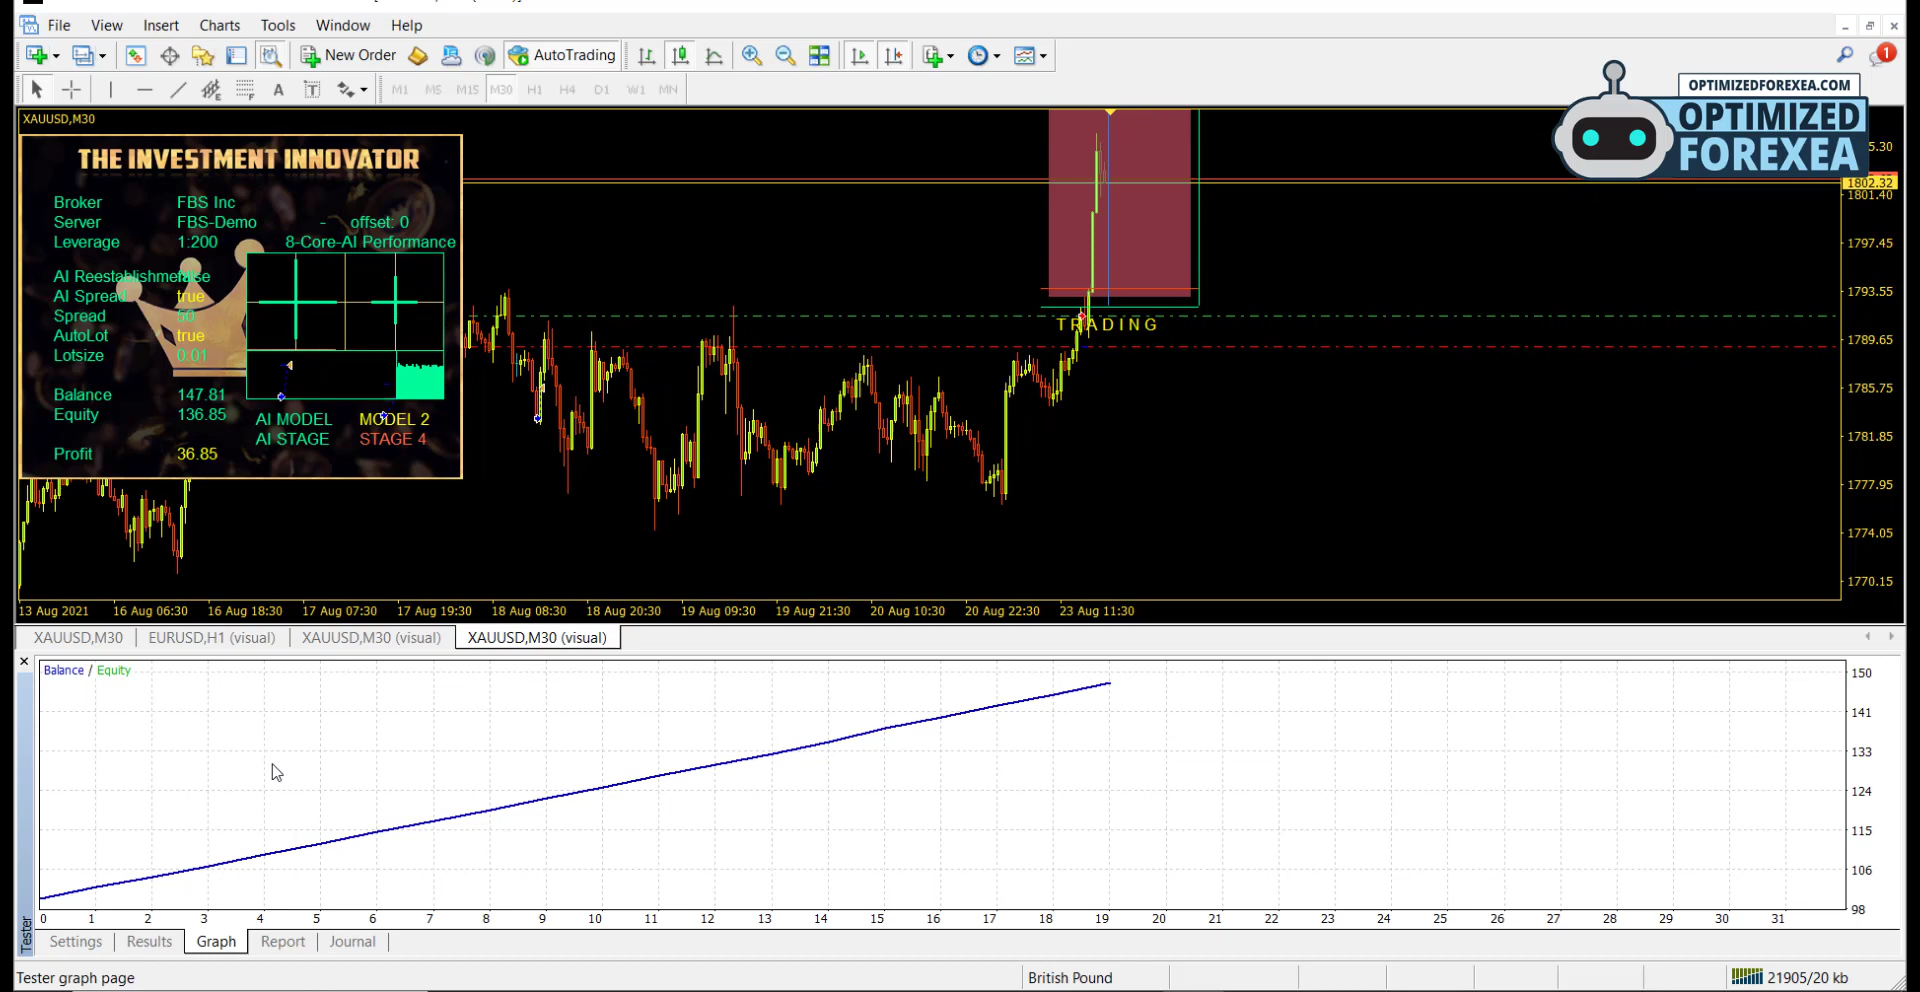 File View Insert Charts Tools Window Help
New Order AutoTrading
A T M1 M5 M15 M30 H1 H4 D1 W1 MN
1
OPTIMIZEDFOREXEA.COM
OPTIMIZED
FOREXEA
XAUUSD,M30
THE INVESTMENT INNOVATOR
Broker FBS Inc
Server FBS-Demo - offset: 0
Leverage 1:200 8-Core-AI Performance
AI Spread true
Spread 50
AutoLot true
Lotsize 0.01
Balance 147.81
Equity 136.85
AI MODEL MODEL 2
AI STAGE STAGE 4
Profit 36.85
TRADING
5.30
1802.32
1801.40
1797.45
1793.55
1789.65
1785.75
1781.85
1777.95
1774.05
1770.15
13 Aug 2021 16 Aug 06:30 16 Aug 18:30 17 Aug 07:30 17 Aug 19:30 18 Aug 08:30 18 Aug 20:30 19 Aug 09:30 19 Aug 21:30 20 Aug 10:30 20 Aug 22:30 23 Aug 11:30
XAUUSD,M30 EURUSD,H1 (visual) XAUUSD,M30 (visual) XAUUSD,M30 (visual)
Balance / Equity
150
141
133
124
115
106
98
0 1 2 3 4 5 6 7 8 9 10 11 12 13 14 15 16 17 18 19 20 21 22 23 24 25 26 27 28 29 30 31
Tester
Settings Results Graph Report Journal
Tester graph page British Pound 21905/20 kb